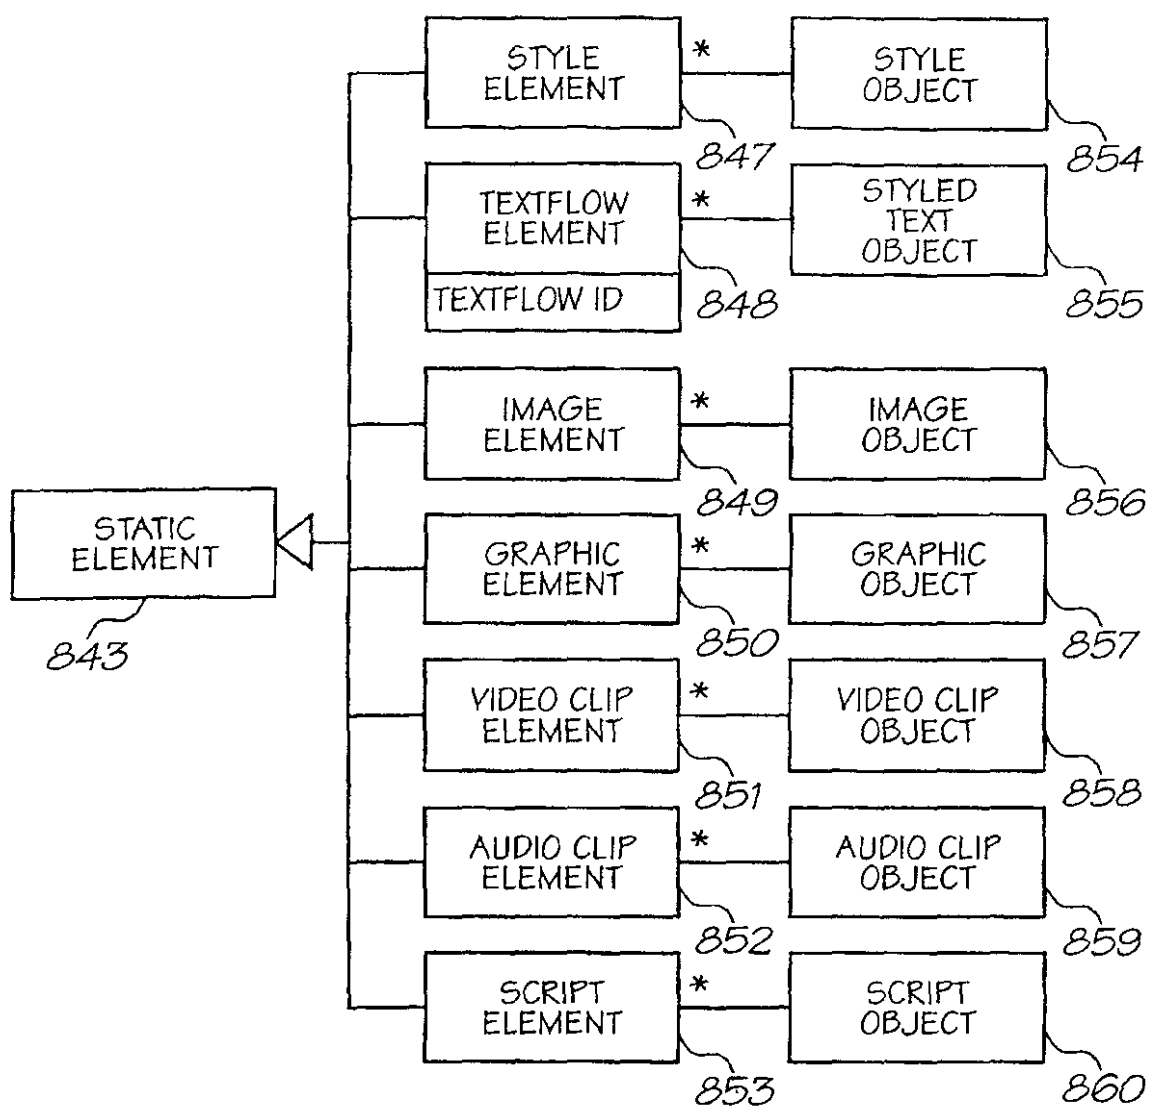 STYLE
ELEMENT
*
STYLE
OBJECT
847
854
TEXTFLOW
ELEMENT
*
STYLED
TEXT
OBJECT
TEXTFLOW ID
848
855
IMAGE
ELEMENT
*
IMAGE
OBJECT
849
856
STATIC
ELEMENT
843
GRAPHIC
ELEMENT
*
GRAPHIC
OBJECT
850
857
VIDEO CLIP
ELEMENT
*
VIDEO CLIP
OBJECT
851
858
AUDIO CLIP
ELEMENT
*
AUDIO CLIP
OBJECT
852
859
SCRIPT
ELEMENT
*
SCRIPT
OBJECT
853
860